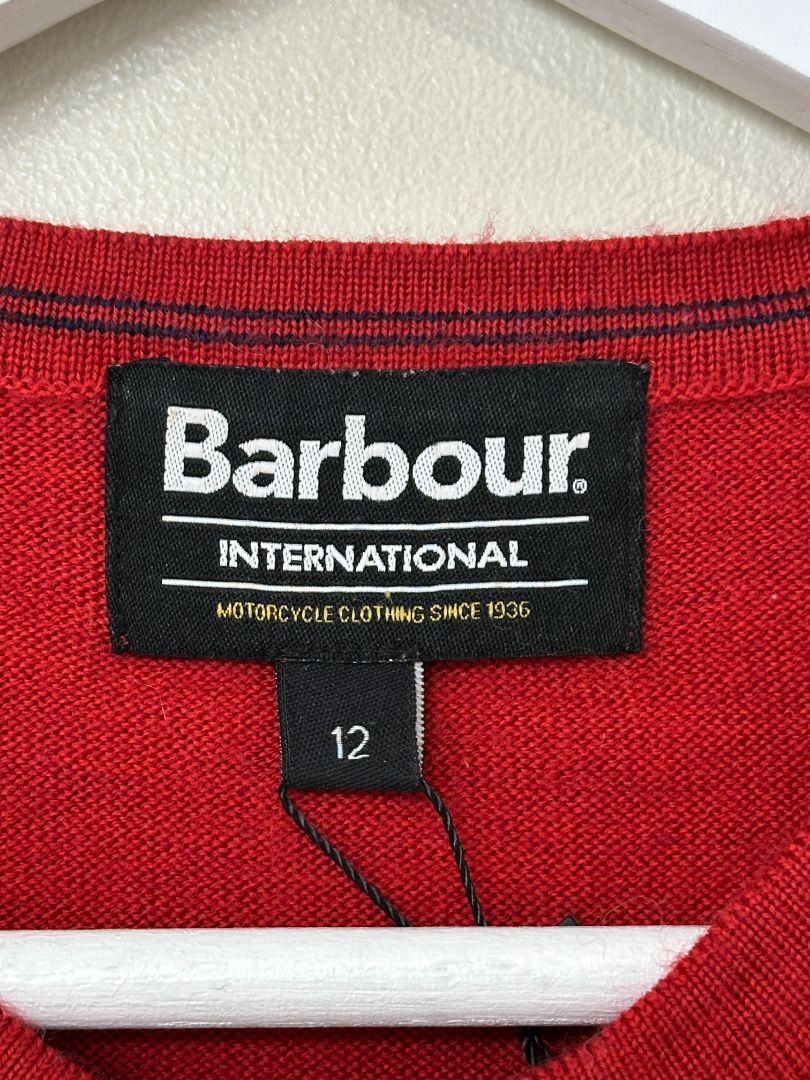 Barbour®
INTERNATIONAL
MOTORCYCLE CLOTHING SINCE 1936
12